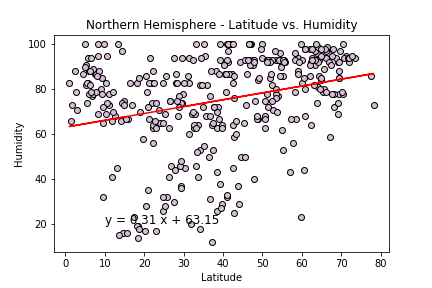 Northern Hemisphere - Latitude vs. Humidity
100
80
60
40
20
Humidity
y = 0.31 x + 63.15
0 10 20 30 40 50 60 70 80
Latitude